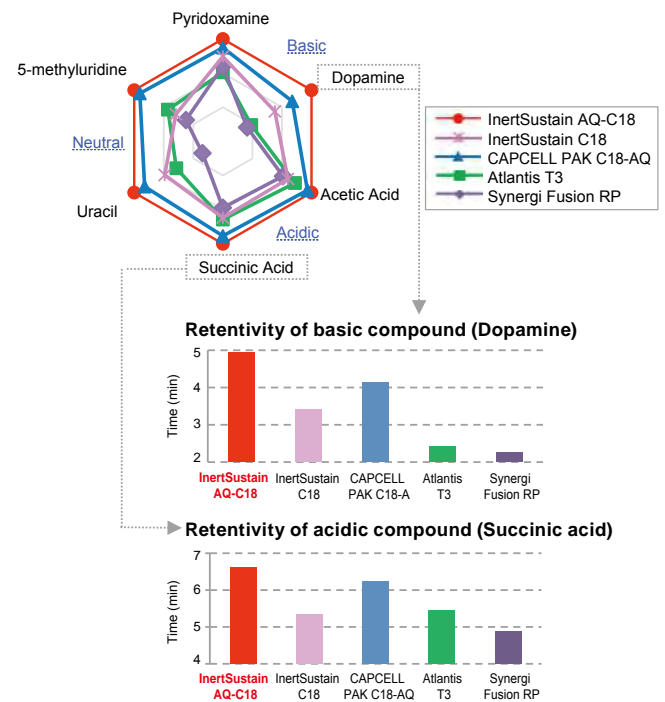 Pyridoxamine
Basic
5-methyluridine
Dopamine
InertSustain AQ-C18
InertSustain C18
CAPCELL PAK C18-AQ
Atlantis T3
Synergi Fusion RP
Neutral
Acetic Acid
Uracil
Acidic
Succinic Acid
Retentivity of basic compound (Dopamine)
Time (min)
5
4
3
2
InertSustain
AQ-C18
InertSustain
C18
CAPCELL
PAK C18-A
Atlantis
T3
Synergi
Fusion RP
Retentivity of acidic compound (Succinic acid)
Time (min)
7
6
5
4
InertSustain
AQ-C18
InertSustain
C18
CAPCELL
PAK C18-AQ
Atlantis
T3
Synergi
Fusion RP